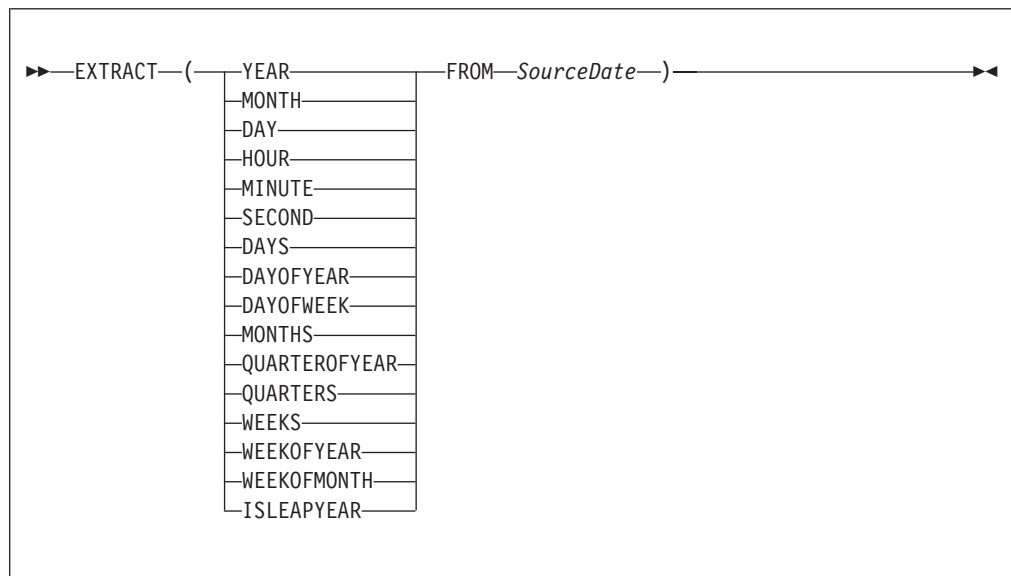 EXTRACT ( YEAR FROM SourceDate )
MONTH
DAY
HOUR
MINUTE
SECOND
DAYS
DAYOFYEAR
DAYOFWEEK
MONTHS
QUARTEROFYEAR
QUARTERS
WEEKS
WEEKOFYEAR
WEEKOFMONTH
ISLEAPYEAR